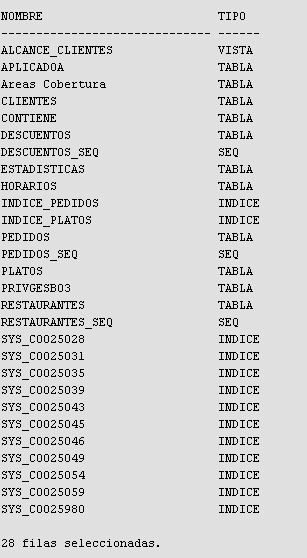 NOMBRE                         TIPO
------------------------------ ------
ALCANCE_CLIENTES               VISTA
APLICADOA                      TABLA
Areas Cobertura                TABLA
CLIENTES                       TABLA
CONTIENE                       TABLA
DESCUENTOS                     TABLA
DESCUENTOS_SEQ                 SEQ
ESTADISTICAS                   TABLA
HORARIOS                       TABLA
INDICE_PEDIDOS                 INDICE
INDICE_PLATOS                  INDICE
PEDIDOS                        TABLA
PEDIDOS_SEQ                    SEQ
PLATOS                         TABLA
PRIVGESB03                     TABLA
RESTAURANTES                   TABLA
RESTAURANTES_SEQ               SEQ
SYS_C0025028                   INDICE
SYS_C0025031                   INDICE
SYS_C0025035                   INDICE
SYS_C0025039                   INDICE
SYS_C0025043                   INDICE
SYS_C0025045                   INDICE
SYS_C0025046                   INDICE
SYS_C0025049                   INDICE
SYS_C0025054                   INDICE
SYS_C0025059                   INDICE
SYS_C0025980                   INDICE
28 filas seleccionadas.